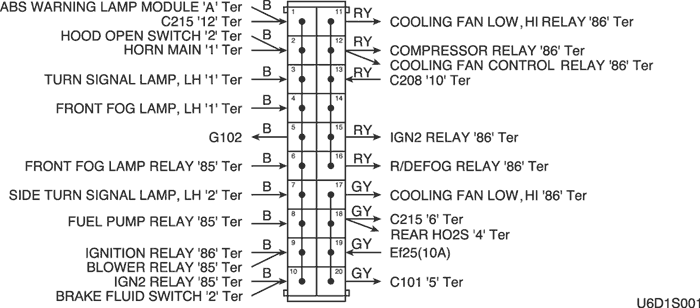 ABS WARNING LAMP MODULE 'A' Ter B
C215 '12' Ter
1 11 RY COOLING FAN LOW, HI RELAY '86' Ter
HOOD OPEN SWITCH '2' Ter B
HORN MAIN '1' Ter
2 12 RY COMPRESSOR RELAY '86' Ter
COOLING FAN CONTROL RELAY '86' Ter
TURN SIGNAL LAMP, LH '1' Ter B 3 13 RY C208 '10' Ter
FRONT FOG LAMP, LH '1' Ter B 4 14
G102 B 5 15 RY IGN2 RELAY '86' Ter
FRONT FOG LAMP RELAY '85' Ter B 6 16 RY R/DEFOG RELAY '86' Ter
SIDE TURN SIGNAL LAMP, LH '2' Ter B 7 17 GY COOLING FAN LOW, HI '86' Ter
FUEL PUMP RELAY '85' Ter B 8 18 GY C215 '6' Ter
REAR HO2S '4' Ter
IGNITION RELAY '86' Ter B 9 19 GY Ef25(10A)
BLOWER RELAY '85' Ter
IGN2 RELAY '85' Ter B 10 20 GY C101 '5' Ter
BRAKE FLUID SWITCH '2' Ter
U6D1S001